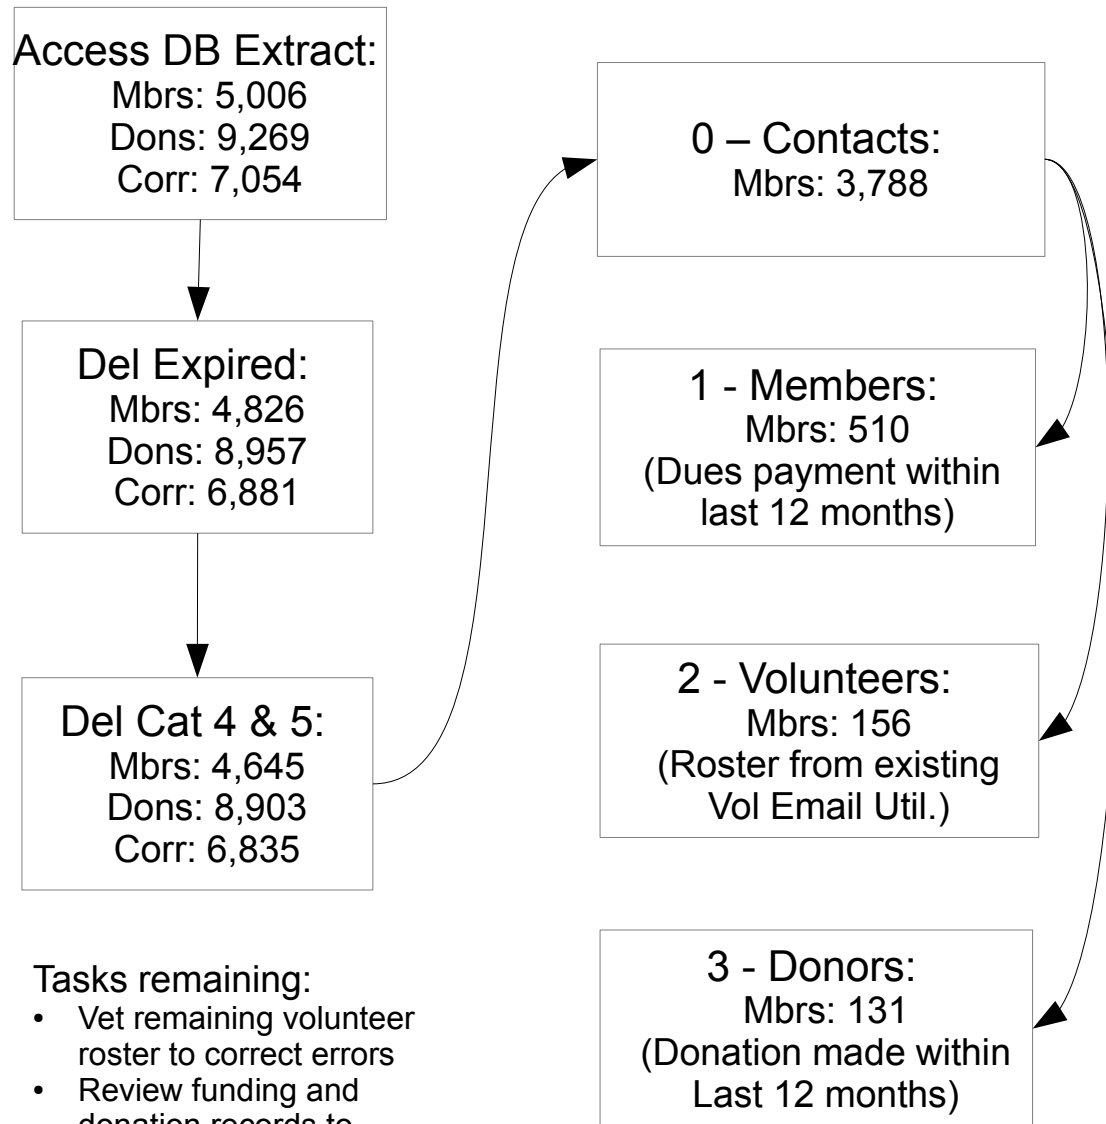 Access DB Extract:
Mbrs: 5,006
Dons: 9,269
Corr: 7,054
Del Expired:
Mbrs: 4,826
Dons: 8,957
Corr: 6,881
Del Cat 4 & 5:
Mbrs: 4,645
Dons: 8,903
Corr: 6,835
Tasks remaining:
• Vet remaining volunteer
roster to correct errors
• Review funding and
donation records to
0 – Contacts:
Mbrs: 3,788
1 - Members:
Mbrs: 510
(Dues payment within
last 12 months)
2 - Volunteers:
Mbrs: 156
(Roster from existing
Vol Email Util.)
3 - Donors:
Mbrs: 131
(Donation made within
Last 12 months)